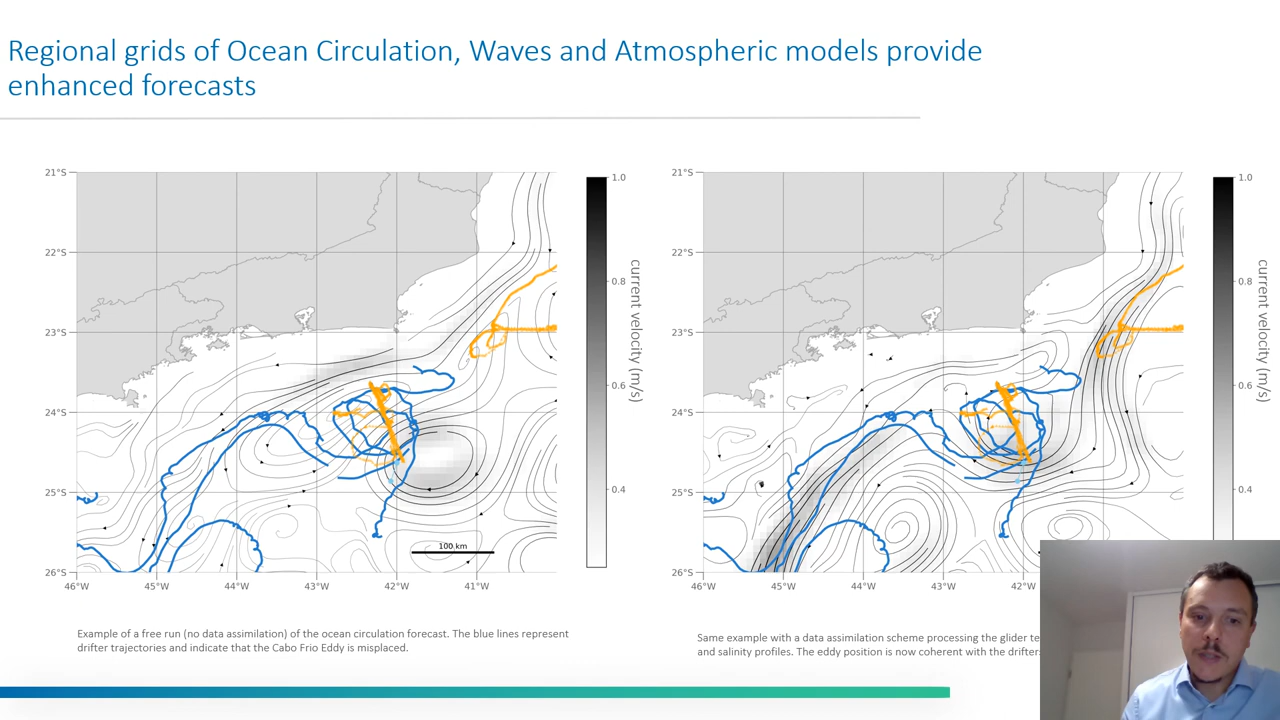 Regional grids of Ocean Circulation, Waves and Atmospheric models provide
enhanced forecasts
21°S
22°S
23°S
24°S
25°S
26°S
46°W
45°W
44°W
43°W
42°W
41°W
100 km
1.0
0.8
0.6
0.4
current velocity (m/s)
21°S
22°S
23°S
24°S
25°S
26°S
46°W
45°W
44°W
43°W
42°W
1.0
0.8
0.6
0.4
current velocity (m/s)
Example of a free run (no data assimilation) of the ocean circulation forecast. The blue lines represent
drifter trajectories and indicate that the Cabo Frio Eddy is misplaced.
Same example with a data assimilation scheme processing the glider
and salinity profiles. The eddy position is now coherent with the